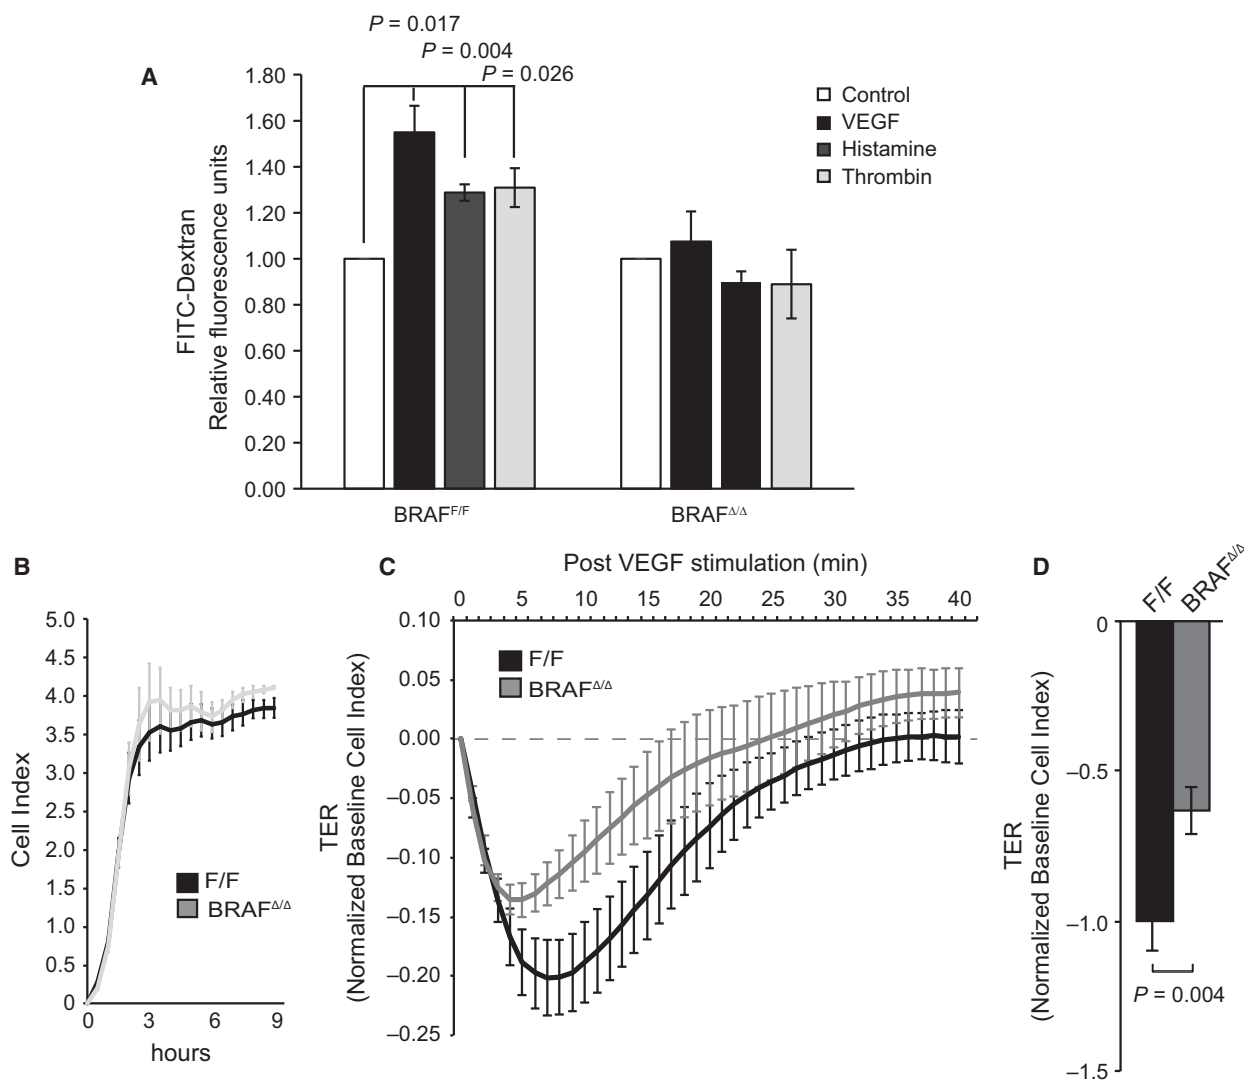 A
P = 0.017
P = 0.004
P = 0.026
FITC-Dextran
Relative fluorescence units
1.80
1.60
1.40
1.20
1.00
0.80
0.60
0.40
0.20
0.00
Control
VEGF
Histamine
Thrombin
BRAFF/F
BRAFΔ/Δ
B
Cell Index
5.0
4.5
4.0
3.5
3.0
2.5
2.0
1.5
1.0
0.5
0
F/F
BRAFΔ/Δ
0 3 6 9
hours
C
Post VEGF stimulation (min)
0 5 10 15 20 25 30 35 40
TER
(Normalized Baseline Cell Index)
0.10
0.05
0.00
–0.05
–0.10
–0.15
–0.20
–0.25
F/F
BRAFΔ/Δ
D
F/F
BRAFΔ/Δ
TER
(Normalized Baseline Cell Index)
0
–0.5
–1.0
–1.5
P = 0.004